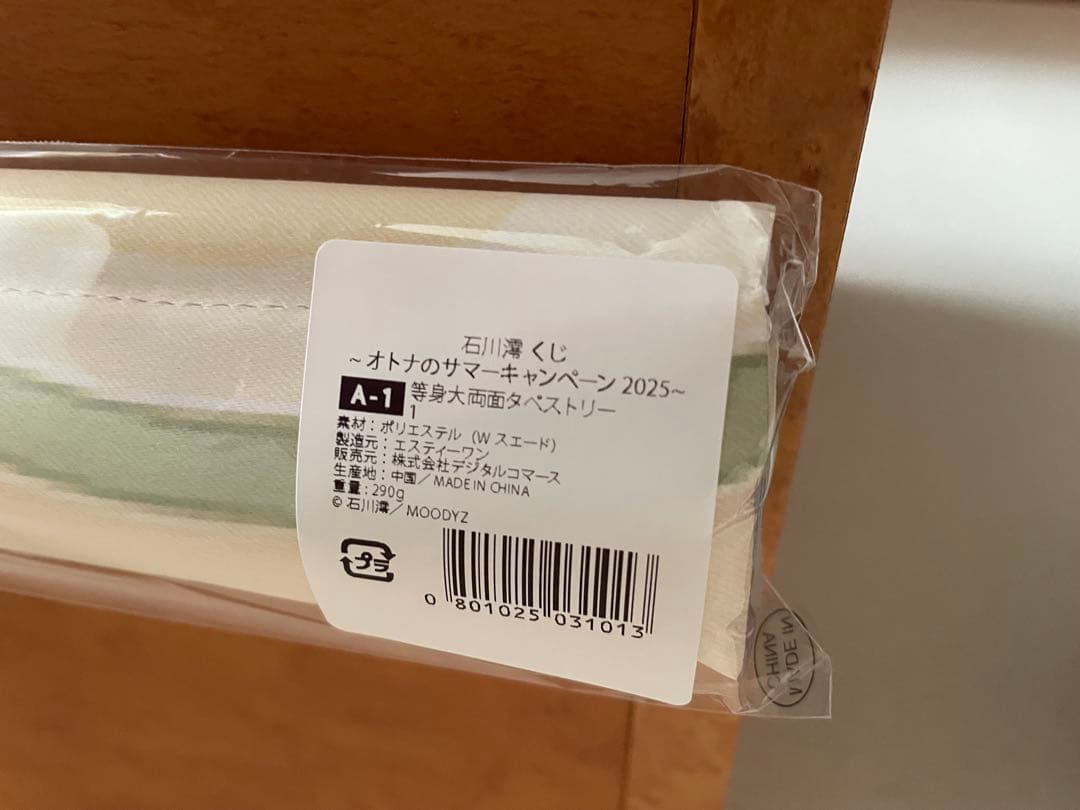 石川澪 くじ
~ オトナのサマーキャンペーン 2025~
A-1 等身大両面タペストリー
1
素材：ポリエステル（W スエード）
製造元：エスティーワン
販売元：株式会社デジタルコマース
生産地：中国／ MADE IN CHINA
重量：290g
© 石川澪／ MOODYZ
プラ
0 801025 031013
MADE IN
CHINA